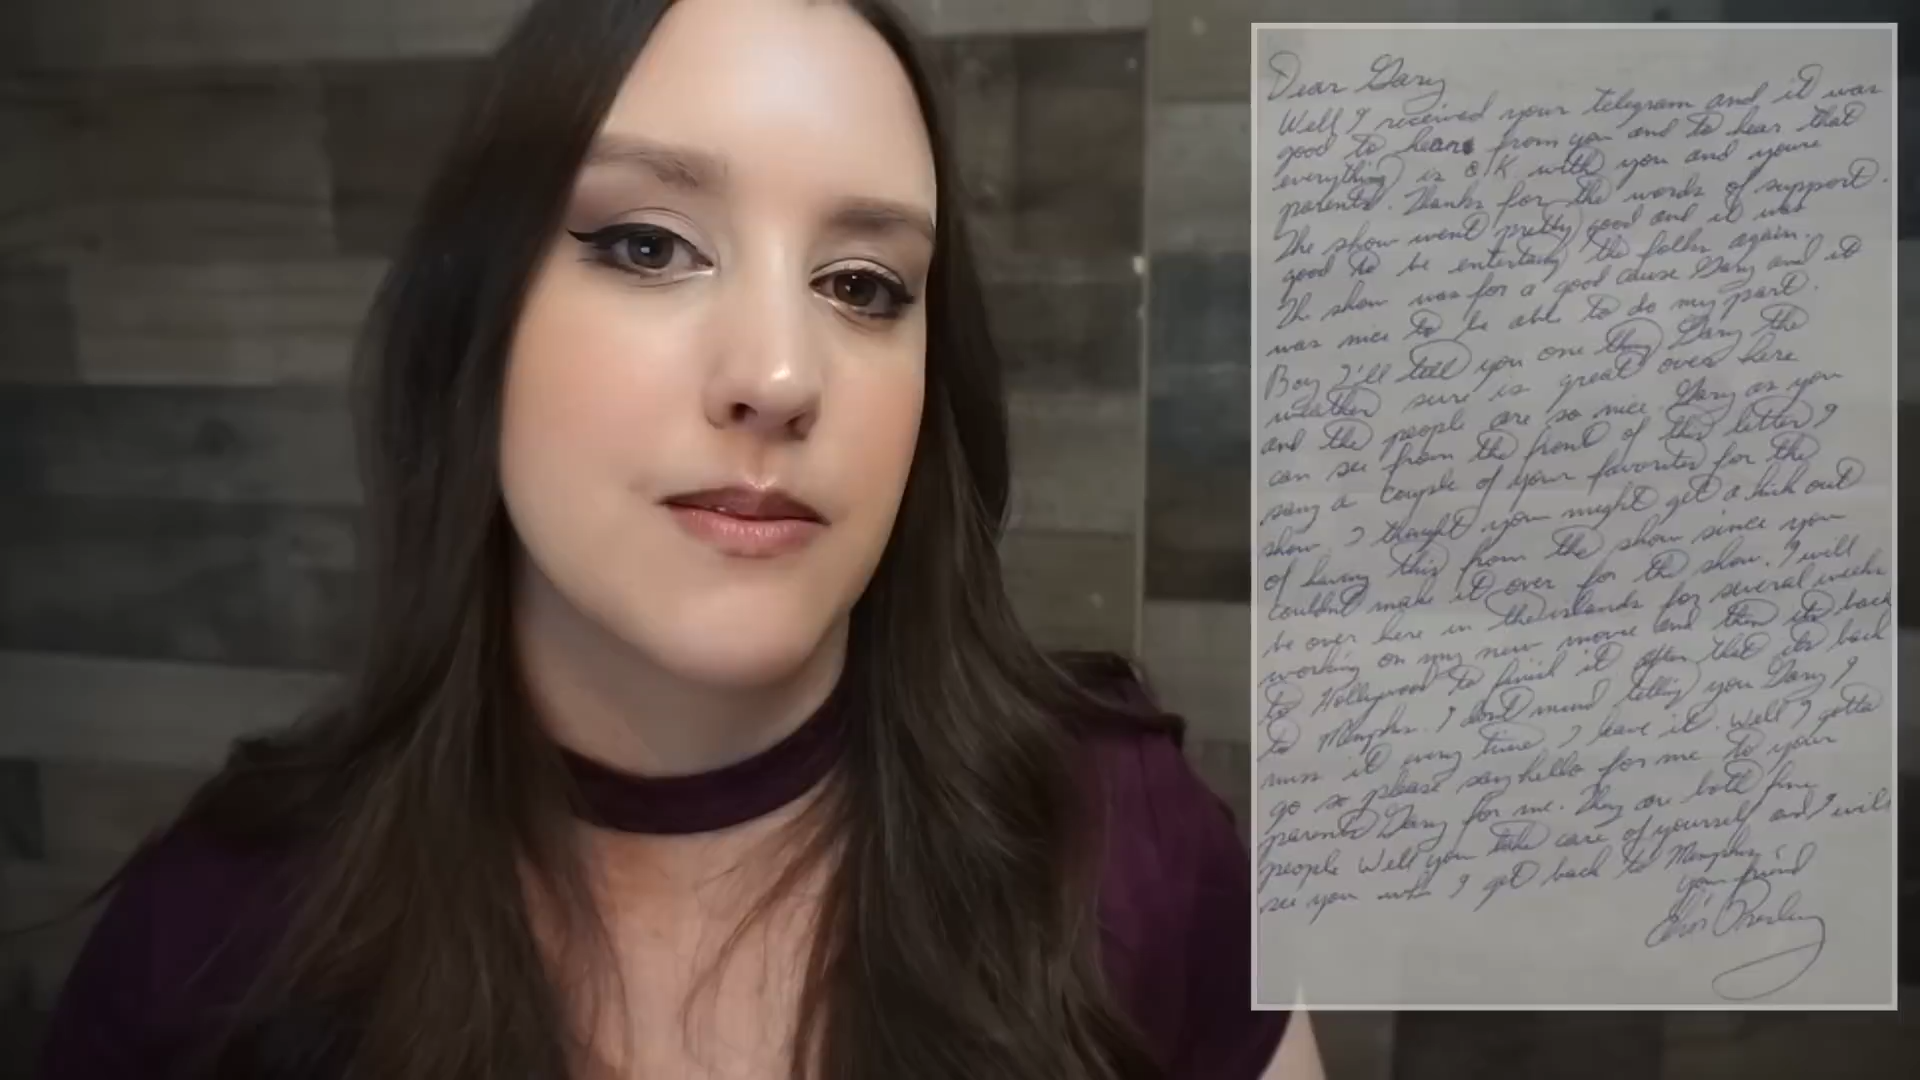 Dear Gary
Well I received your telegram and it was
good to hear from you and to hear that
everything is O K with you and youre
parents. Thanks for the words of support.
The show went pretty good and it was
good to be entertaing the folks again.
The show was for a good cause Gary and it
was nice to be able to do my part.
Boy I'll tell you one thing Gary the
weather sure is great over here
and the people are so nice. Gary as you
can see from the front of this letter I
sang a couple of your favorites for the
show. I thought you might get a kick out
of having this from the show since you
couldnt make it over for the show. I will
be over here in the islands for several weeks
working on my new movie and then its back
to Hollywood to finish it after that its back
to Memphis. I dont mind telling you Gary I
miss it every time I leave it. Well I gotta
go so please say hello for me to your
parents Gary for me. They are both fine
people Well you take care of yourself and I will
see you when I get back to Memphis.
your friend
Elvis Presley